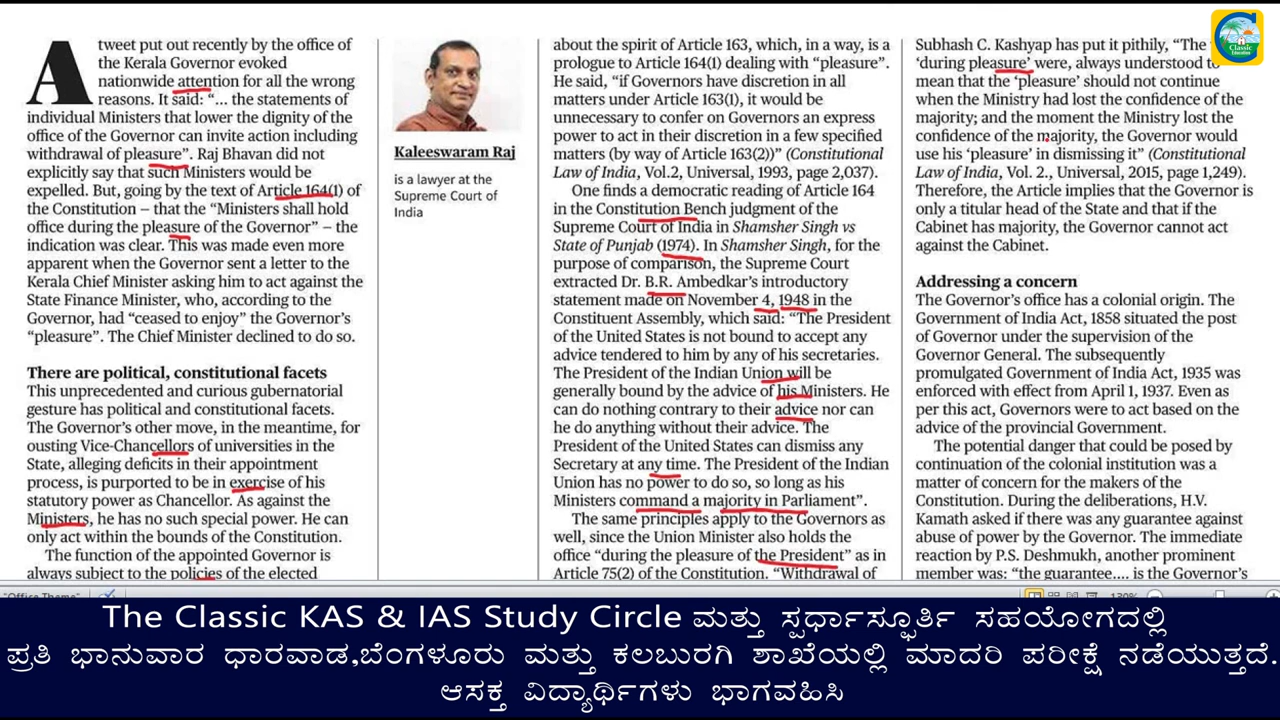 A tweet put out recently by the office of
the Kerala Governor evoked
nationwide attention for all the wrong
reasons. It said: “... the statements of
individual Ministers that lower the dignity of the
office of the Governor can invite action including
withdrawal of pleasure”. Raj Bhavan did not
explicitly say that such Ministers would be
expelled. But, going by the text of Article 164(1) of
the Constitution – that the “Ministers shall hold
office during the pleasure of the Governor” – the
indication was clear. This was made even more
apparent when the Governor sent a letter to the
Kerala Chief Minister asking him to act against the
State Finance Minister, who, according to the
Governor, had “ceased to enjoy” the Governor’s
“pleasure”. The Chief Minister declined to do so.
There are political, constitutional facets
This unprecedented and curious gubernatorial
gesture has political and constitutional facets.
The Governor’s other move, in the meantime, for
ousting Vice-Chancellors of universities in the
State, alleging deficits in their appointment
process, is purported to be in exercise of his
statutory power as Chancellor. As against the
Ministers, he has no such special power. He can
only act within the bounds of the Constitution.
The function of the appointed Governor is
always subject to the policies of the elected
Kaleeswaram Raj
is a lawyer at the
Supreme Court of
India
about the spirit of Article 163, which, in a way, is a
prologue to Article 164(1) dealing with “pleasure”.
He said, “if Governors have discretion in all
matters under Article 163(1), it would be
unnecessary to confer on Governors an express
power to act in their discretion in a few specified
matters (by way of Article 163(2))” (Constitutional
Law of India, Vol.2, Universal, 1993, page 2,037).
One finds a democratic reading of Article 164
in the Constitution Bench judgment of the
Supreme Court of India in Shamsher Singh vs
State of Punjab (1974). In Shamsher Singh, for the
purpose of comparison, the Supreme Court
extracted Dr. B.R. Ambedkar’s introductory
statement made on November 4, 1948 in the
Constituent Assembly, which said: “The President
of the United States is not bound to accept any
advice tendered to him by any of his secretaries.
The President of the Indian Union will be
generally bound by the advice of his Ministers. He
can do nothing contrary to their advice nor can
he do anything without their advice. The
President of the United States can dismiss any
Secretary at any time. The President of the Indian
Union has no power to do so, so long as his
Ministers command a majority in Parliament”.
The same principles apply to the Governors as
well, since the Union Minister also holds the
office “during the pleasure of the President” as in
Article 75(2) of the Constitution. “Withdrawal of
Subhash C. Kashyap has put it pithily, “The
‘during pleasure’ were, always understood to
mean that the ‘pleasure’ should not continue
when the Ministry had lost the confidence of the
majority; and the moment the Ministry lost the
confidence of the majority, the Governor would
use his ‘pleasure’ in dismissing it” (Constitutional
Law of India, Vol. 2., Universal, 2015, page 1,249).
Therefore, the Article implies that the Governor is
only a titular head of the State and that if the
Cabinet has majority, the Governor cannot act
against the Cabinet.
Addressing a concern
The Governor’s office has a colonial origin. The
Government of India Act, 1858 situated the post
of Governor under the supervision of the
Governor General. The subsequently
promulgated Government of India Act, 1935 was
enforced with effect from April 1, 1937. Even as
per this act, Governors were to act based on the
advice of the provincial Government.
The potential danger that could be posed by
continuation of the colonial institution was a
matter of concern for the makers of the
Constitution. During the deliberations, H.V.
Kamath asked if there was any guarantee against
abuse of power by the Governor. The immediate
reaction by P.S. Deshmukh, another prominent
member was: “the guarantee.... is the Governor’s
Classic
Education
"Office Theme"
130%
The Classic KAS & IAS Study Circle ಮತ್ತು ಸ್ಪರ್ಧಾಸ್ಫೂರ್ತಿ ಸಹಯೋಗದಲ್ಲಿ
ಪ್ರತಿ ಭಾನುವಾರ ಧಾರವಾಡ,ಬೆಂಗಳೂರು ಮತ್ತು ಕಲಬುರಗಿ ಶಾಖೆಯಲ್ಲಿ ಮಾದರಿ ಪರೀಕ್ಷೆ ನಡೆಯುತ್ತದೆ.
ಆಸಕ್ತ ವಿದ್ಯಾರ್ಥಿಗಳು ಭಾಗವಹಿಸಿ